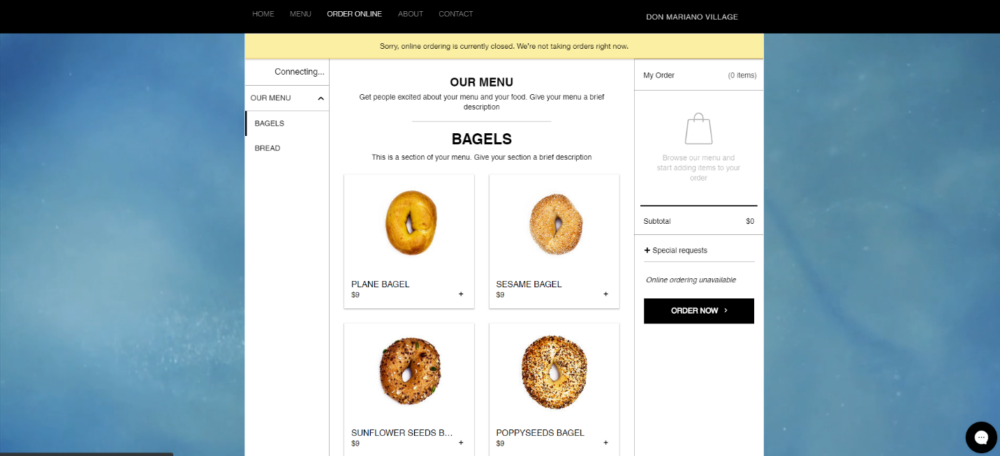 HOME MENU ORDER ONLINE ABOUT CONTACT
DON MARIANO VILLAGE
Sorry, online ordering is currently closed. We're not taking orders right now.
Connecting...
OUR MENU
BAGELS
BREAD
OUR MENU
Get people excited about your menu and your food. Give your menu a brief
description
BAGELS
This is a section of your menu. Give your section a brief description
PLANE BAGEL
$9
+
SESAME BAGEL
$9
+
SUNFLOWER SEEDS B...
$9
+
POPPYSEEDS BAGEL
$9
+
My Order (0 items)
Browse our menu and
start adding items to your
order
Subtotal $0
+ Special requests
Online ordering unavailable
ORDER NOW >